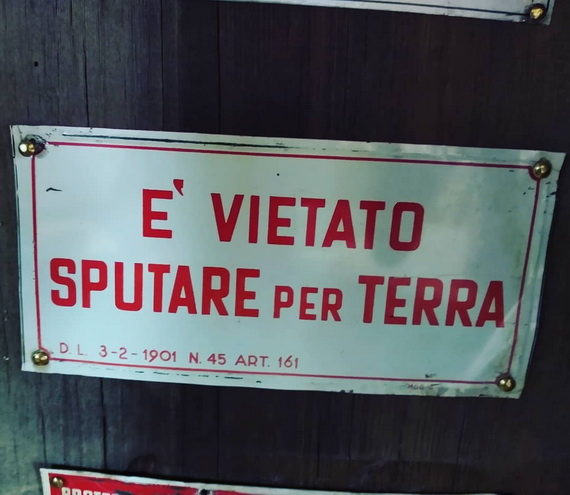 E' VIETATO
SPUTARE PER TERRA
D. L. 3-2-1901 N. 45 ART. 161